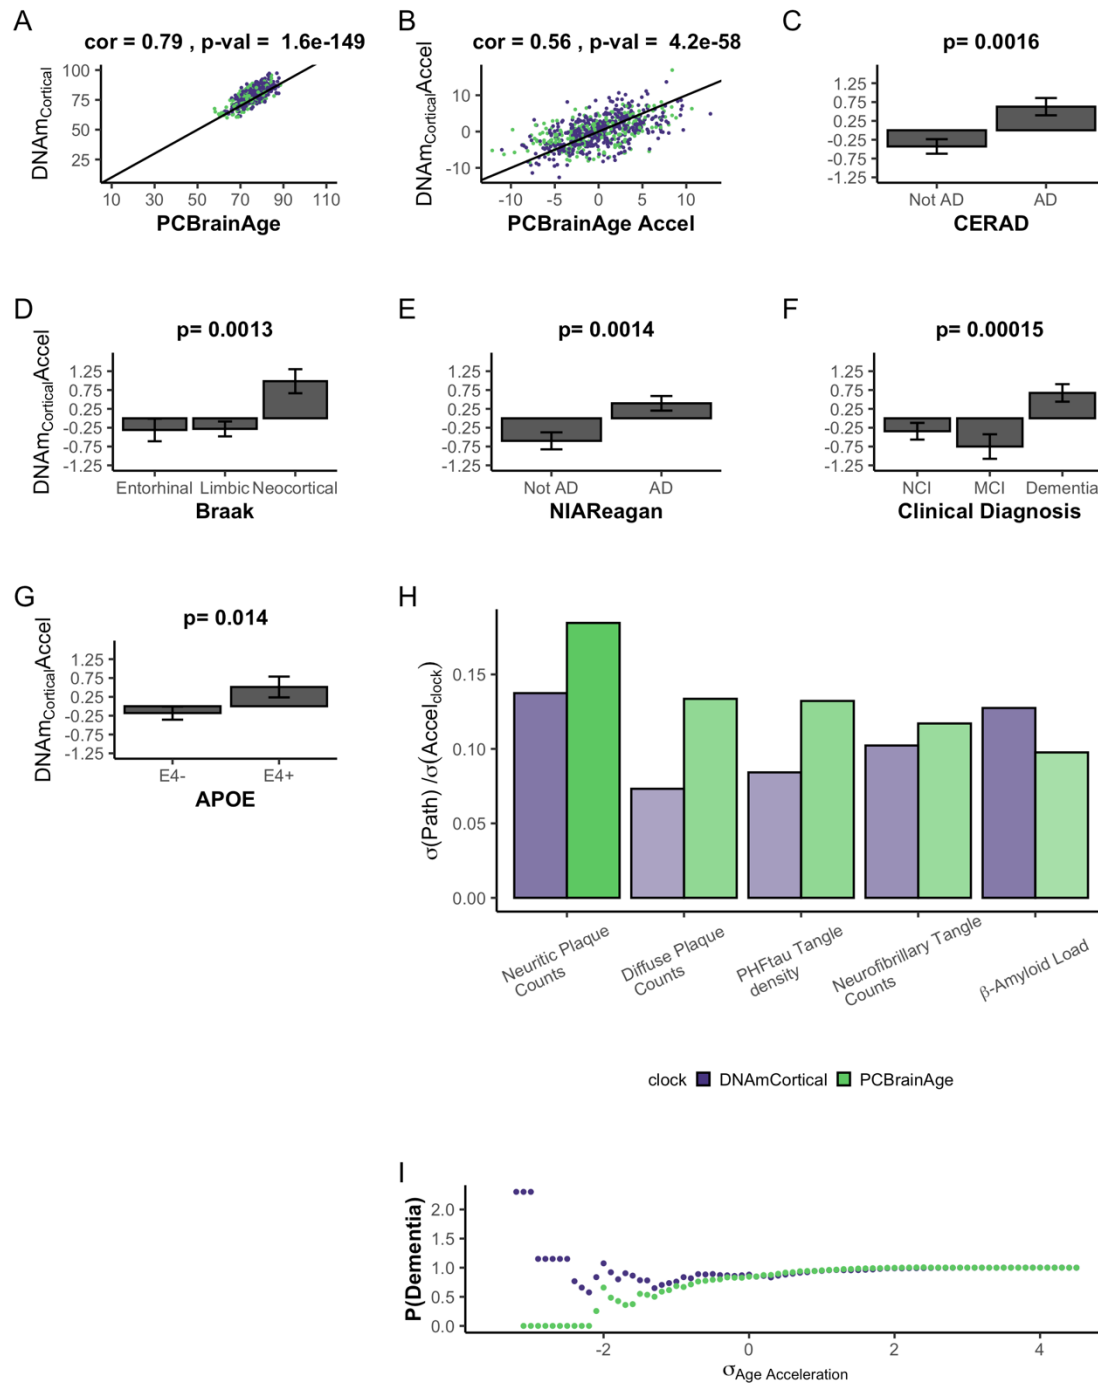 A
cor = 0.79 , p-val =  1.6e-149
DNAmCortical
100
75
50
25
10 30 50 70 90 110
PCBrainAge
B
cor = 0.56 , p-val =  4.2e-58
DNAmCorticalAccel
10
0
-10
-10 -5 0 5 10
PCBrainAge Accel
C
p= 0.0016
1.25
0.75
0.25
-0.25
-0.75
-1.25
Not AD AD
CERAD
D
p= 0.0013
DNAmCorticalAccel
1.25
0.75
0.25
-0.25
-0.75
-1.25
Entorhinal Limbic Neocortical
Braak
E
p= 0.0014
1.25
0.75
0.25
-0.25
-0.75
-1.25
Not AD AD
NIAReagan
F
p= 0.00015
1.25
0.75
0.25
-0.25
-0.75
-1.25
NCI MCI Dementia
Clinical Diagnosis
G
p= 0.014
DNAmCorticalAccel
1.25
0.75
0.25
-0.25
-0.75
-1.25
E4- E4+
APOE
H
σ(Path) /σ(Accelclock)
0.15
0.10
0.05
0.00
Neuritic Plaque
Counts
Diffuse Plaque
Counts
PHFtau Tangle
density
Neurofibrillary Tangle
Counts
β-Amyloid Load
clock DNAmCortical PCBrainAge
I
P(Dementia)
2.0
1.5
1.0
0.5
0.0
-2 0 2 4
σAge Acceleration